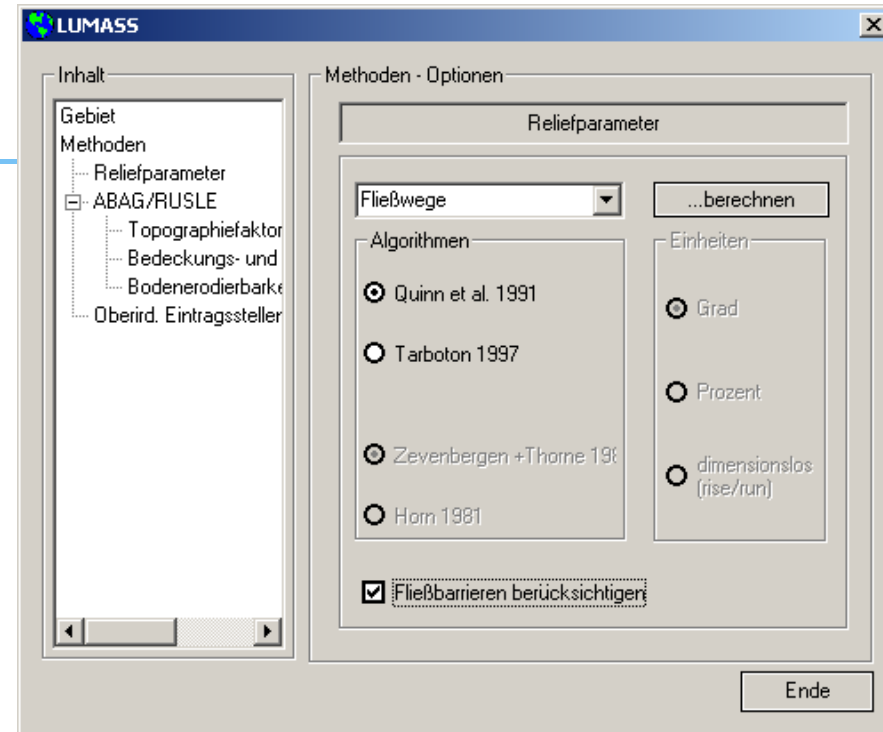 LUMASS
Inhalt
Gebiet
Methoden
Reliefparameter
ABAG/RUSLE
Topographiefaktor
Bedeckungs- und
Bodenerodierbarke
Oberird. Eintragssteller
Methoden - Optionen
Reliefparameter
Fließwege
...berechnen
Algorithmen
Quinn et al. 1991
Tarboton 1997
Zevenbergen +Thorne 198
Horn 1981
Einheiten
Grad
Prozent
dimensionslos
(rise/run)
Fließbarrieren berücksichtigen
Ende